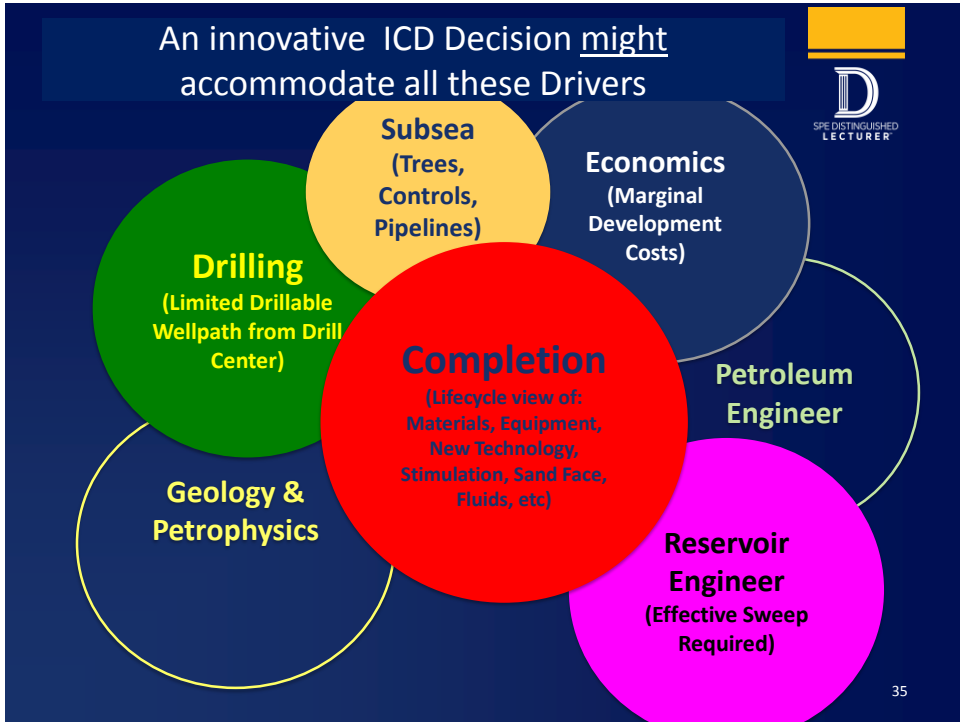 An innovative ICD Decision might
accommodate all these Drivers
D
SPE DISTINGUISHED
LECTURER
Subsea
(Trees,
Controls,
Pipelines)
Economics
(Marginal
Development
Costs)
Drilling
(Limited Drillable
Wellpath from Drill
Center)
Completion
(Lifecycle view of:
Materials, Equipment,
New Technology,
Stimulation, Sand Face,
Fluids, etc)
Petroleum
Engineer
Geology &
Petrophysics
Reservoir
Engineer
(Effective Sweep
Required)
35